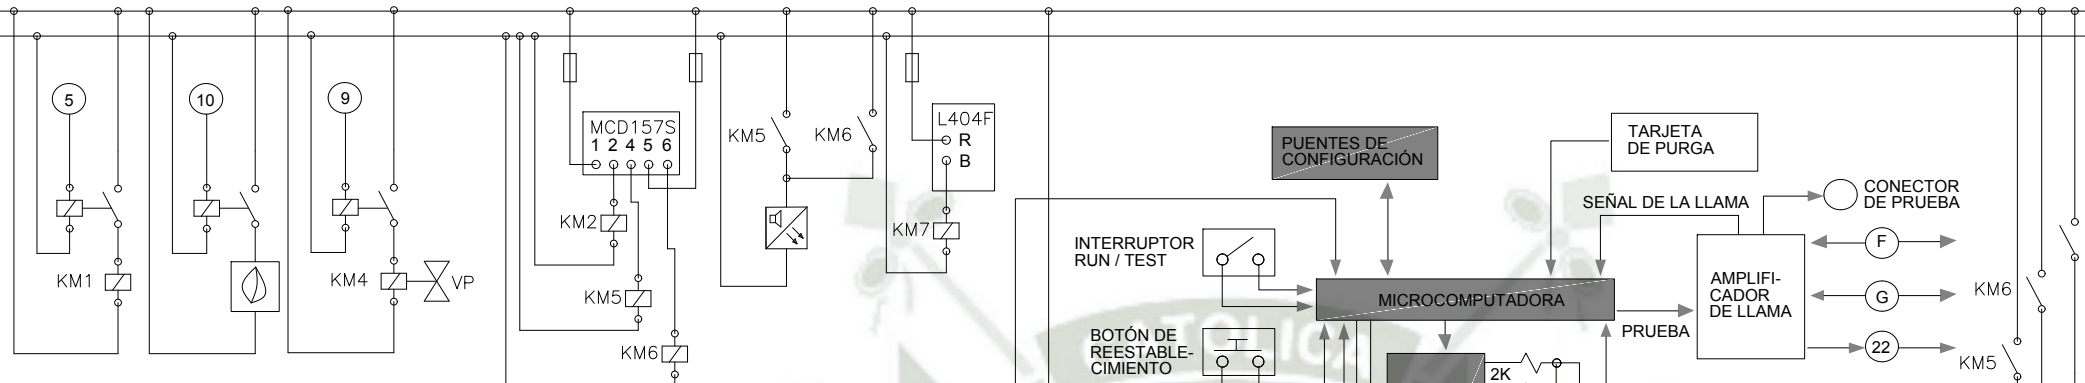 5
10
9
KM1
KM4
VP
MCD157S
1 2 4 5 6
KM2
KM5
KM6
KM5
KM6
L404F
R
B
KM7
PUENTES DE
CONFIGURACIÓN
TARJETA
DE PURGA
SEÑAL DE LA LLAMA
CONECTOR
DE PRUEBA
INTERRUPTOR
RUN / TEST
MICROCOMPUTADORA
AMPLIFI-
CADOR
DE LLAMA
F
G
22
PRUEBA
BOTÓN DE
REESTABLE-
CIMIENTO
2K
KM6
KM5
CATOLICA